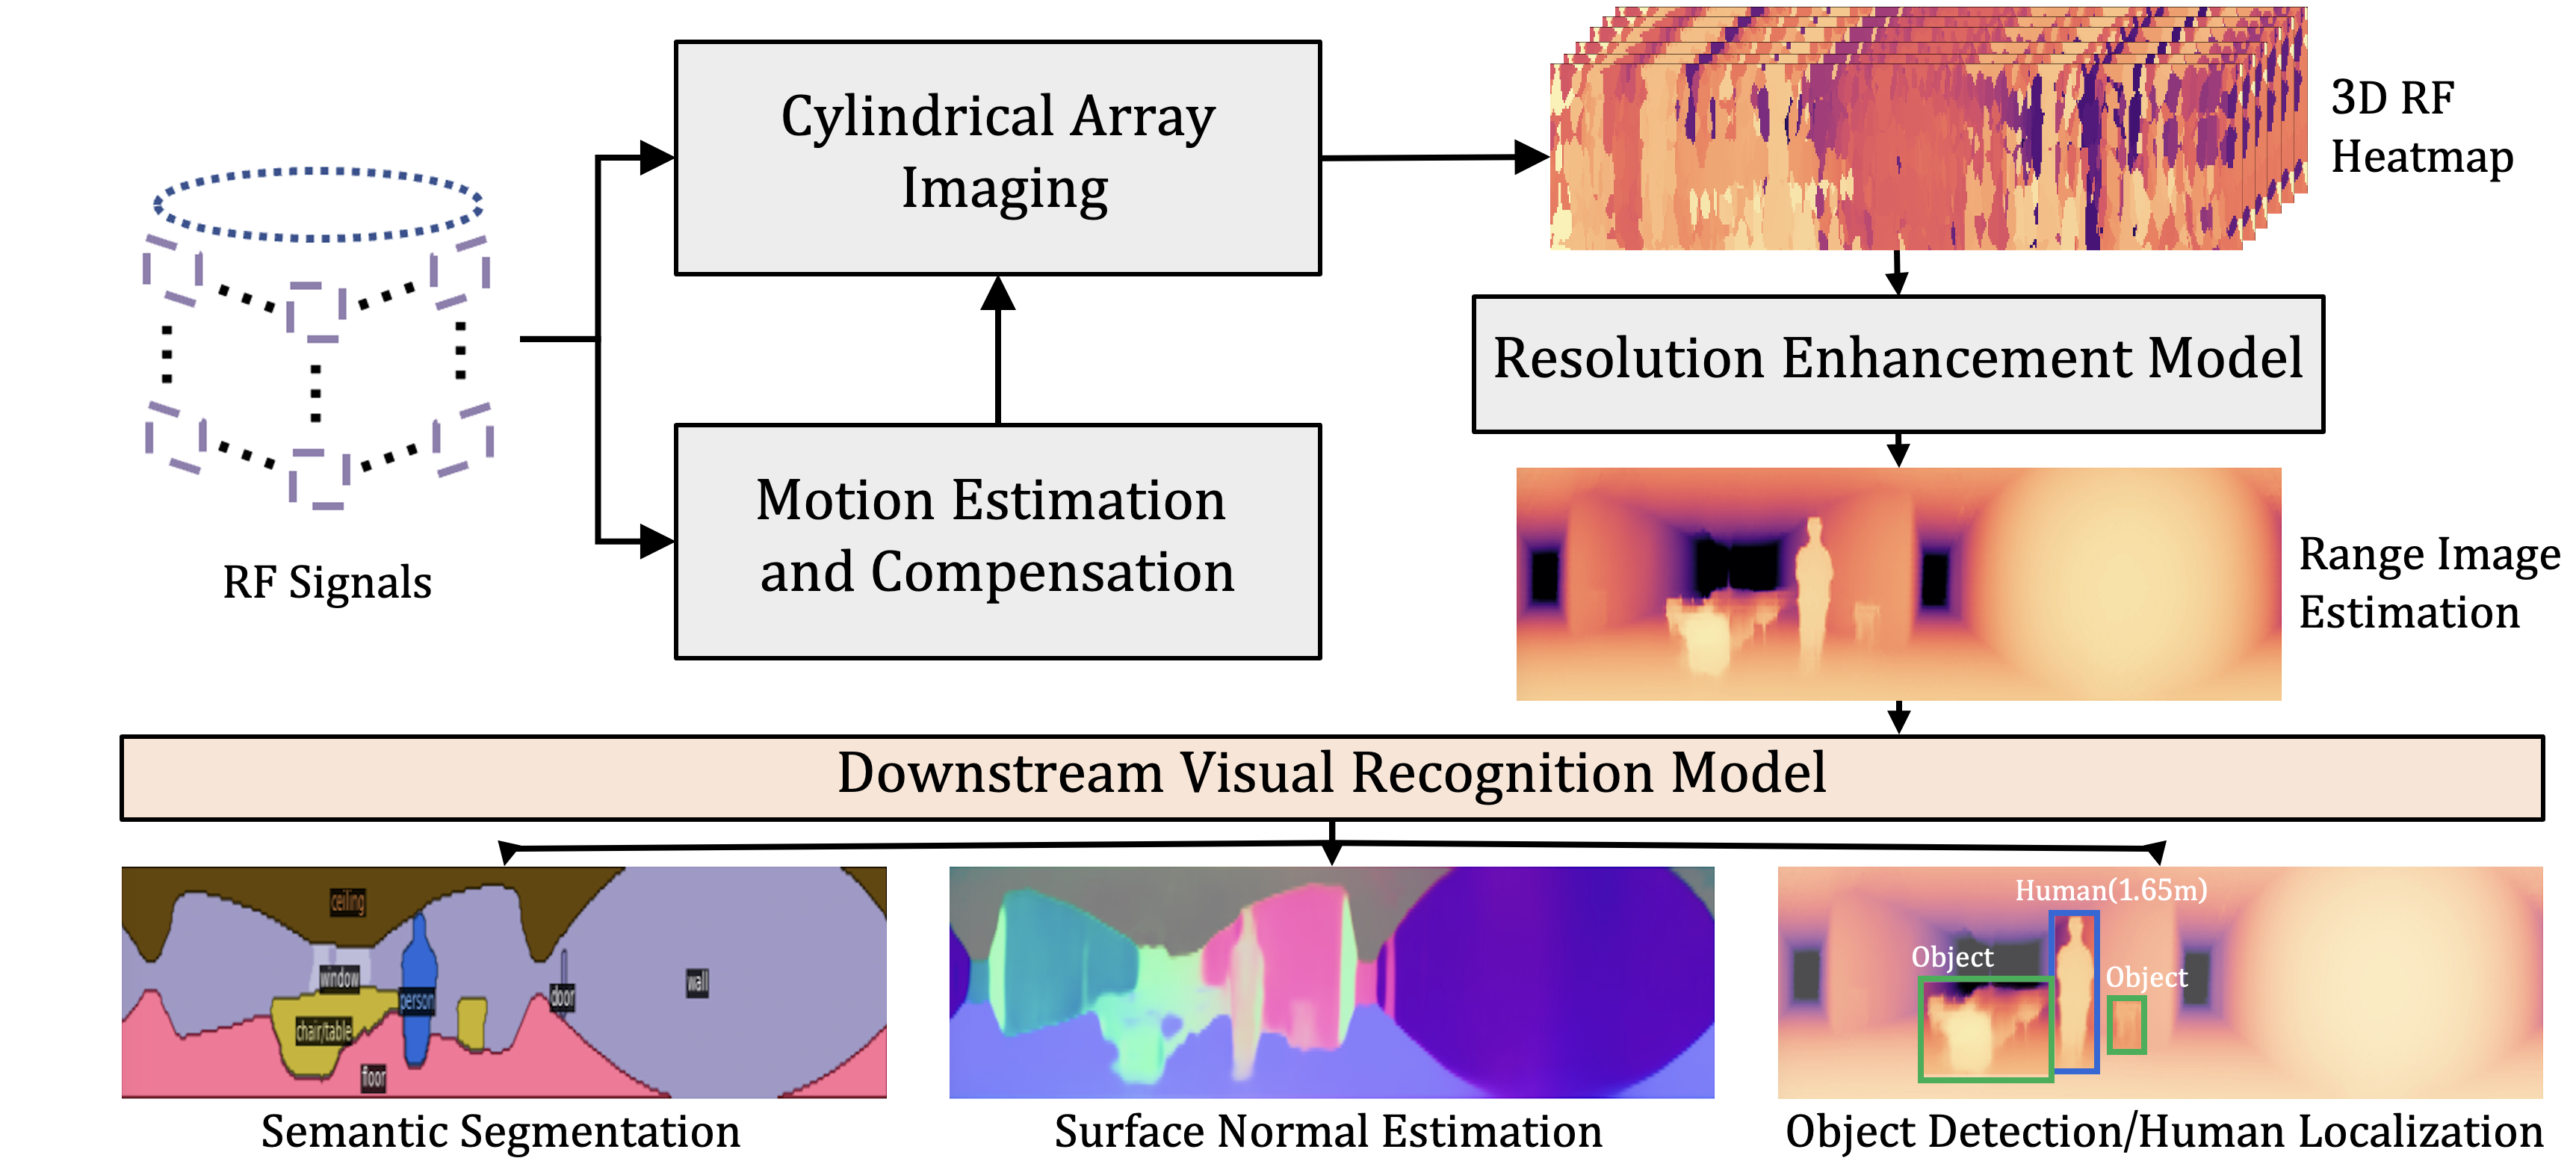 Cylindrical Array
Imaging
3D RF
Heatmap
Resolution Enhancement Model
Motion Estimation
and Compensation
RF Signals
Range Image
Estimation
Downstream Visual Recognition Model
ceiling
window
person
chair/table
door
wall
floor
Human(1.65m)
Object
Object
Semantic Segmentation
Surface Normal Estimation
Object Detection/Human Localization